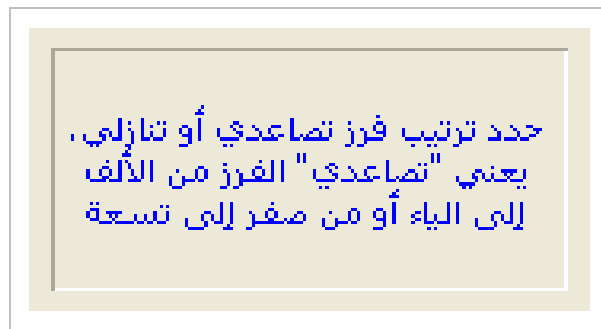 حدد ترتيب فرز تصاعدي أو تنازلي.
يعني "تصاعدي" الفرز من الألف
إلى الياء أو من صفر إلى تسعة